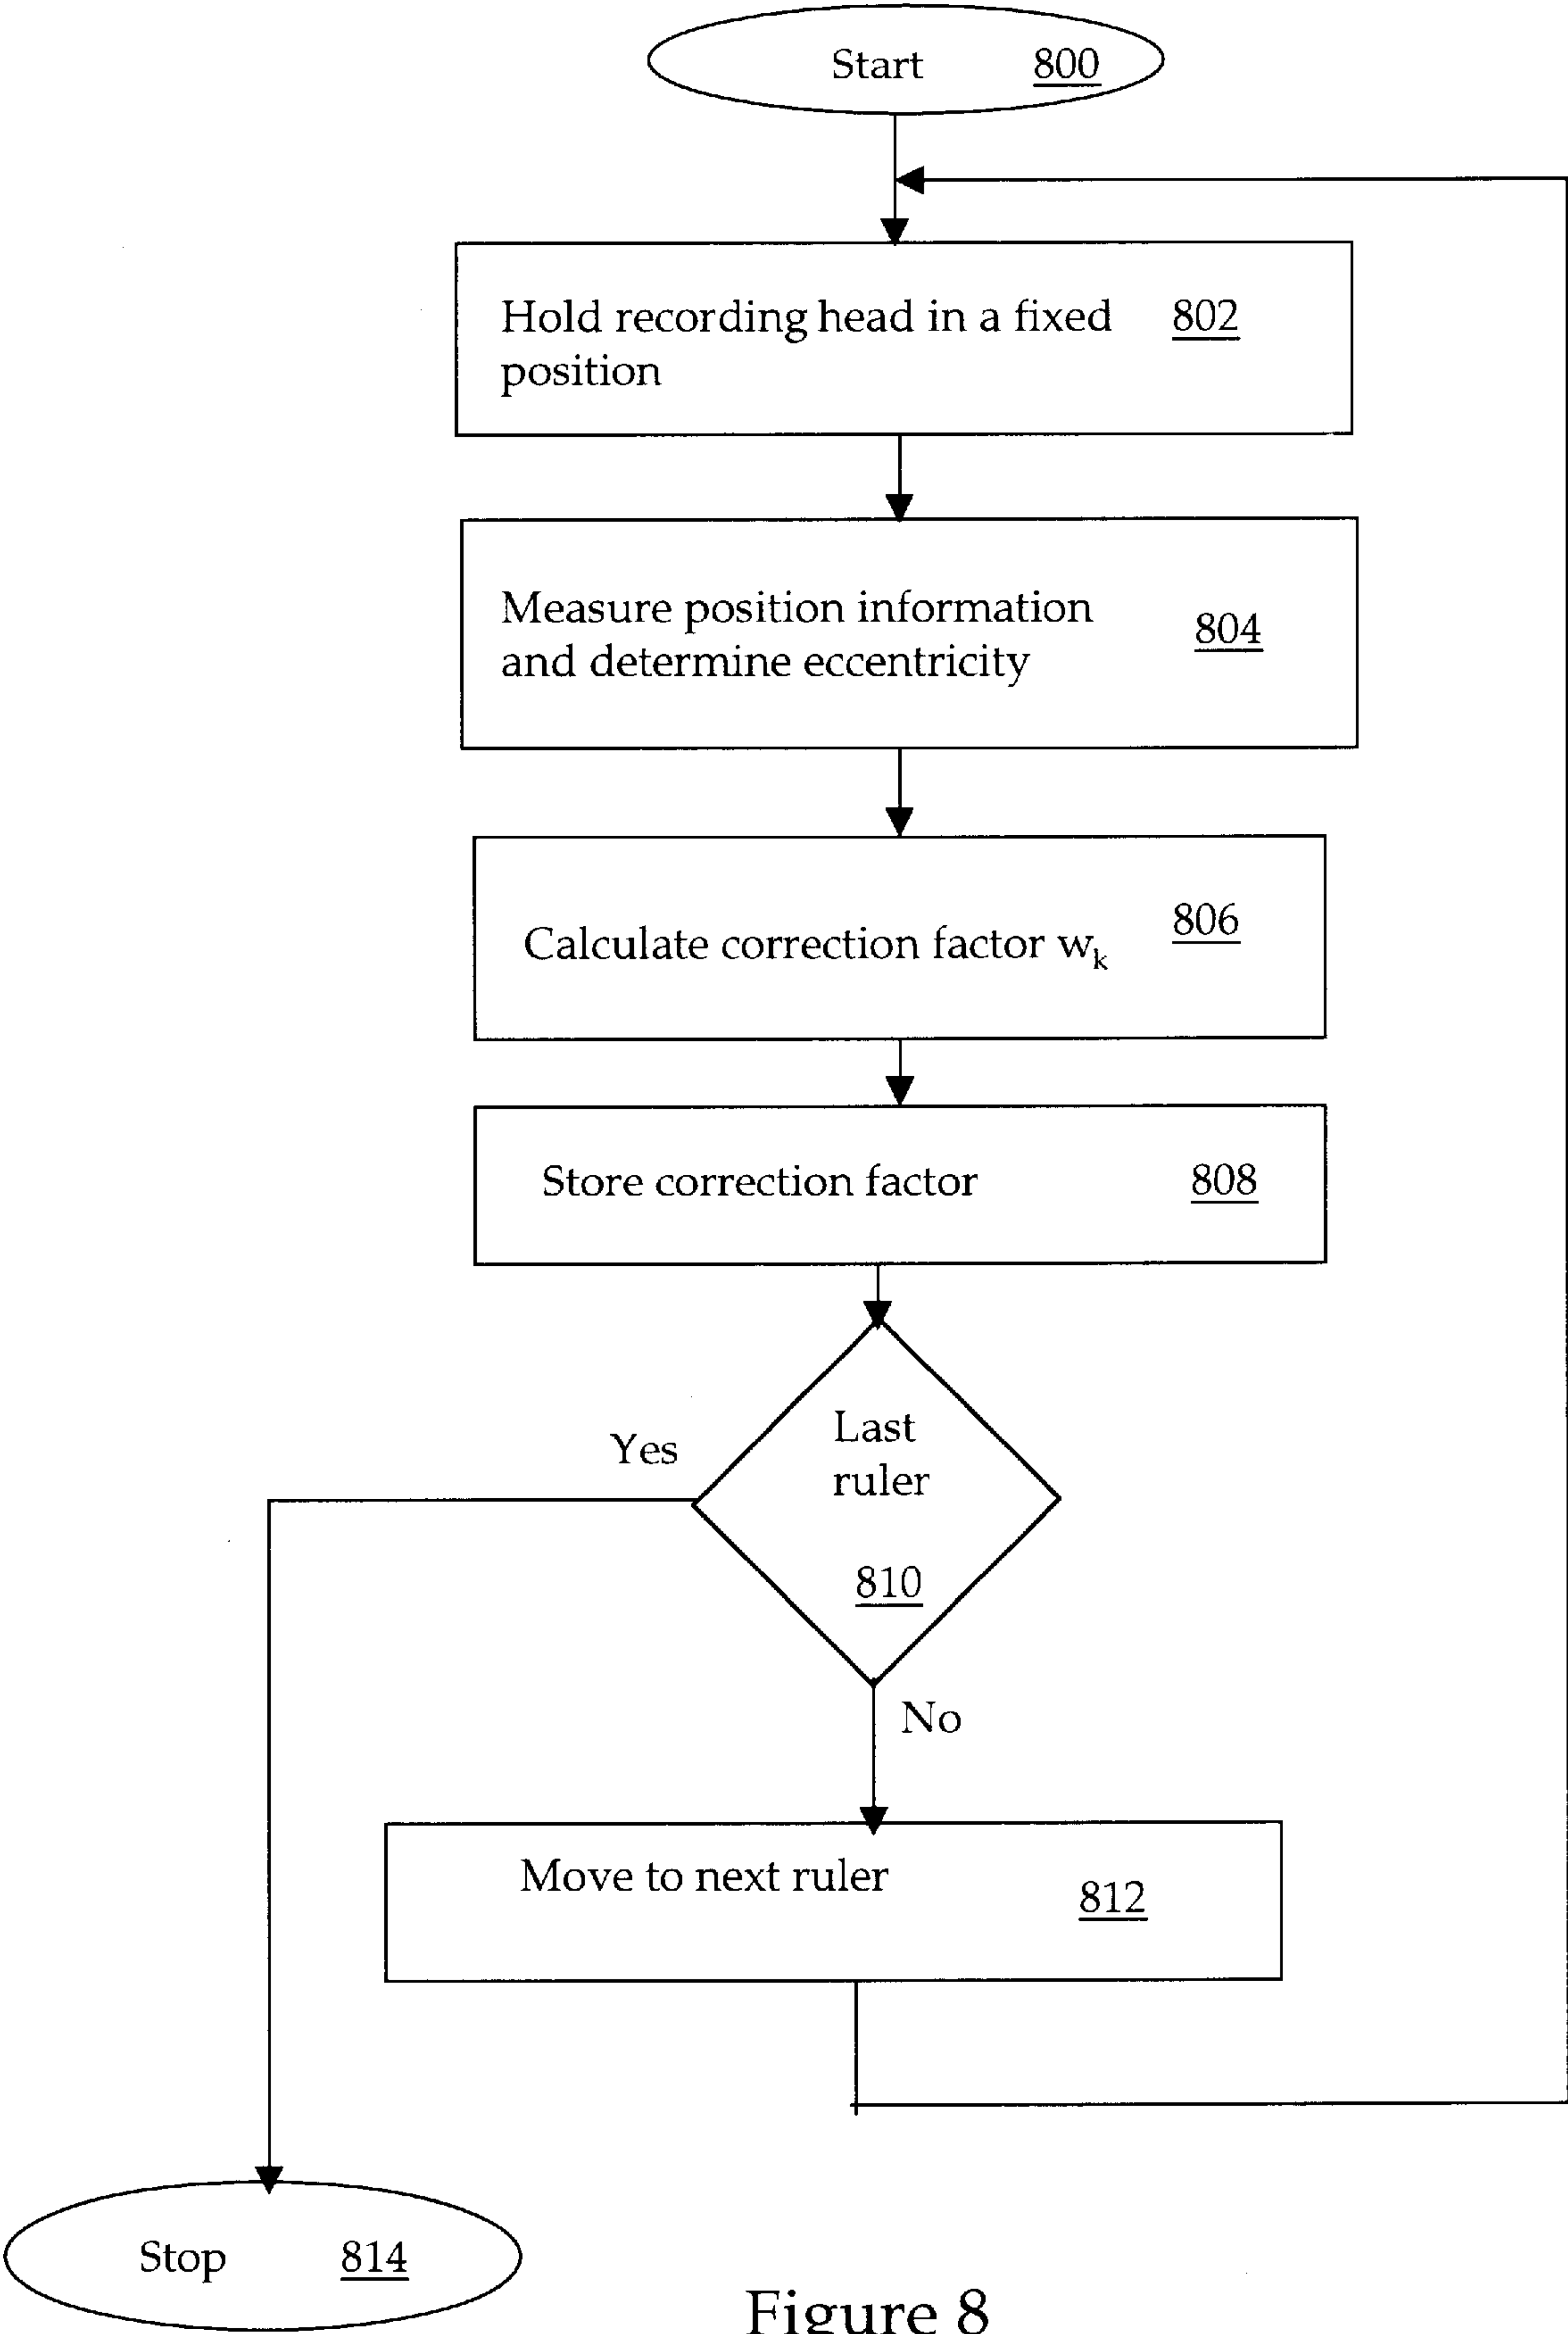 Start 800
Hold recording head in a fixed 802
position
Measure position information
and determine eccentricity 804
Calculate correction factor wk 806
Store correction factor 808
Yes
Last
ruler
810
No
Move to next ruler 812
Stop 814
Figure 8